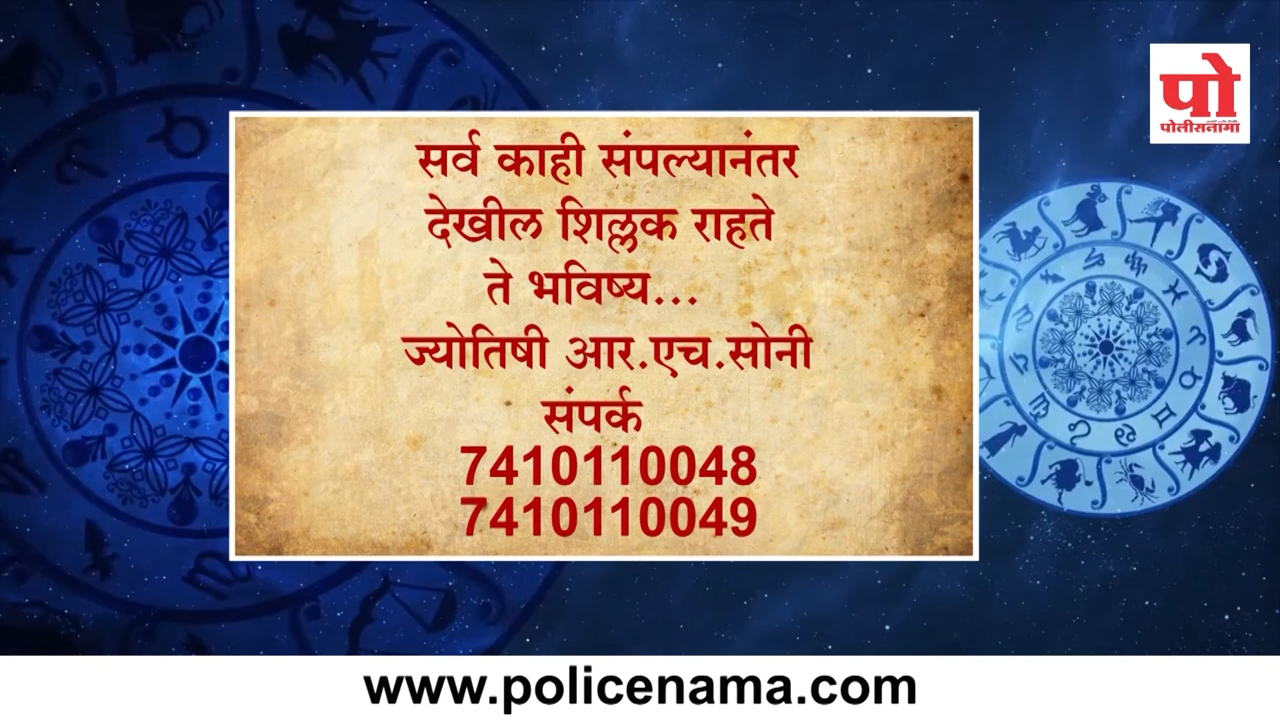 पो
पोलीसनामा
सर्व काही संपल्यानंतर
देखील शिल्लक राहते
ते भविष्य...
ज्योतिषी आर.एच.सोनी
संपर्क
7410110048
7410110049
www.policenama.com